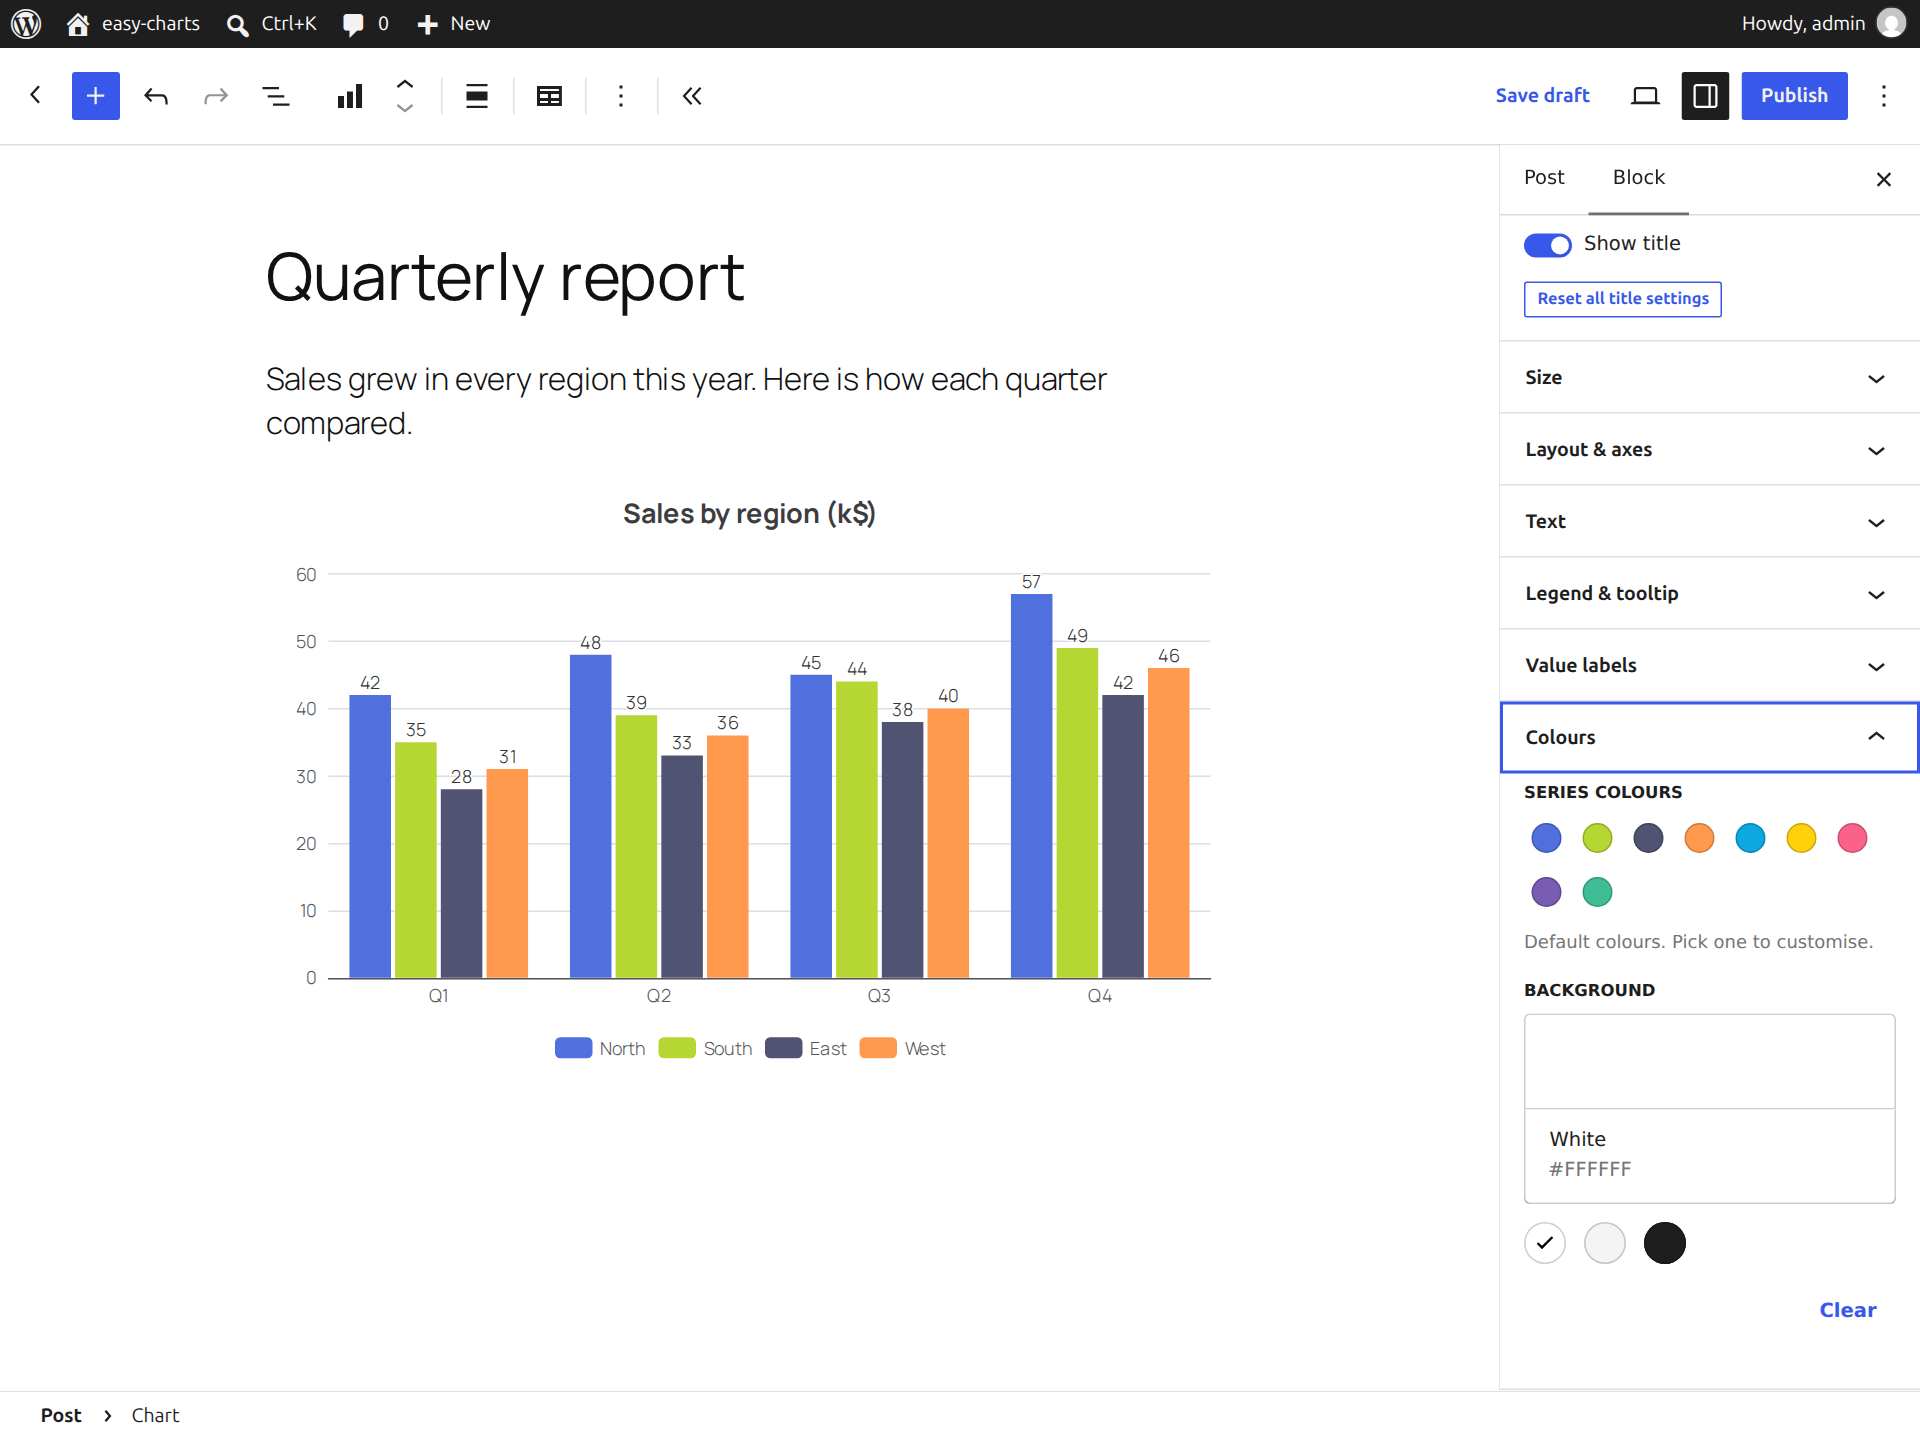 easy-charts
Ctrl+K
0
New
Howdy, admin
Save draft
Publish
Post
Block
Quarterly report
Sales grew in every region this year. Here is how each quarter
compared.
Sales by region (k$)
60
50
40
30
20
10
0
42
35
28
31
48
39
33
36
45
44
38
40
57
49
42
46
Q1
Q2
Q3
Q4
North
South
East
West
Show title
Reset all title settings
Size
Layout & axes
Text
Legend & tooltip
Value labels
Colours
SERIES COLOURS
Default colours. Pick one to customise.
BACKGROUND
White
#FFFFFF
Clear
Post
Chart